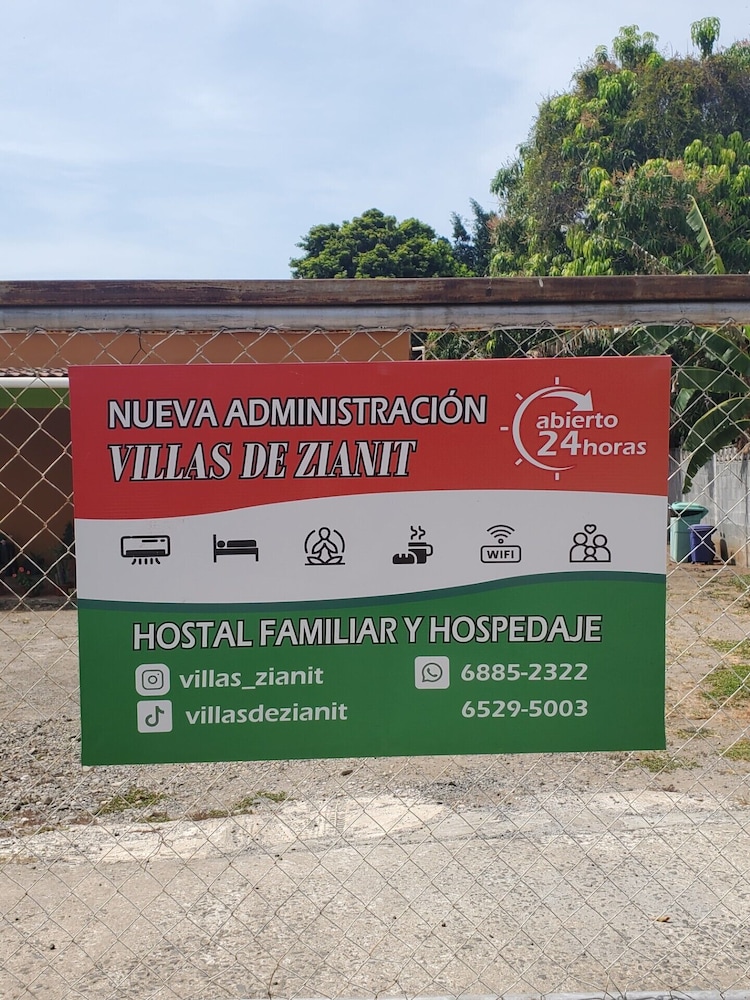 NUEVA ADMINISTRACIÓN
VILLAS DE ZIANIT
abierto
24horas
WIFI
HOSTAL FAMILIAR Y HOSPEDAJE
villas_zianit
villasdezianit
6885-2322
6529-5003